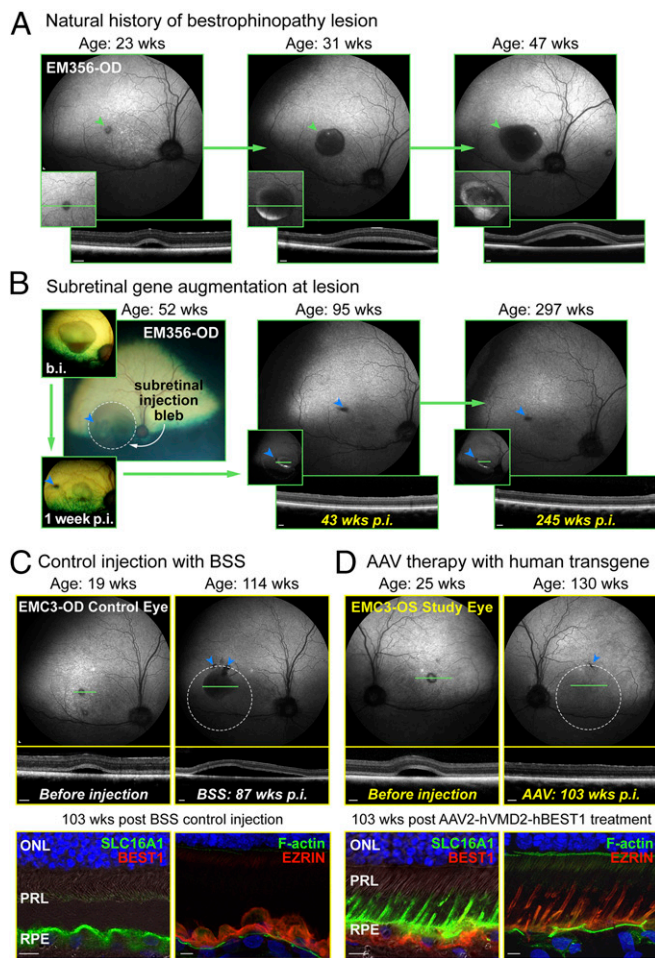 A Natural history of bestrophinopathy lesion
Age: 23 wks Age: 31 wks Age: 47 wks
EM356-OD
B Subretinal gene augmentation at lesion
Age: 52 wks Age: 95 wks Age: 297 wks
EM356-OD
b.i.
subretinal
injection
bleb
1 week p.i.
43 wks p.i. 245 wks p.i.
C Control injection with BSS
Age: 19 wks Age: 114 wks
EMC3-OD Control Eye
Before injection BSS: 87 wks p.i.
103 wks post BSS control injection
ONL SLC16A1 F-actin
BEST1 EZRIN
PRL
RPE
D AAV therapy with human transgene
Age: 25 wks Age: 130 wks
EMC3-OS Study Eye
Before injection AAV: 103 wks p.i.
103 wks post AAV2-hVMD2-hBEST1 treatment
ONL SLC16A1 F-actin
BEST1 EZRIN
PRL
RPE